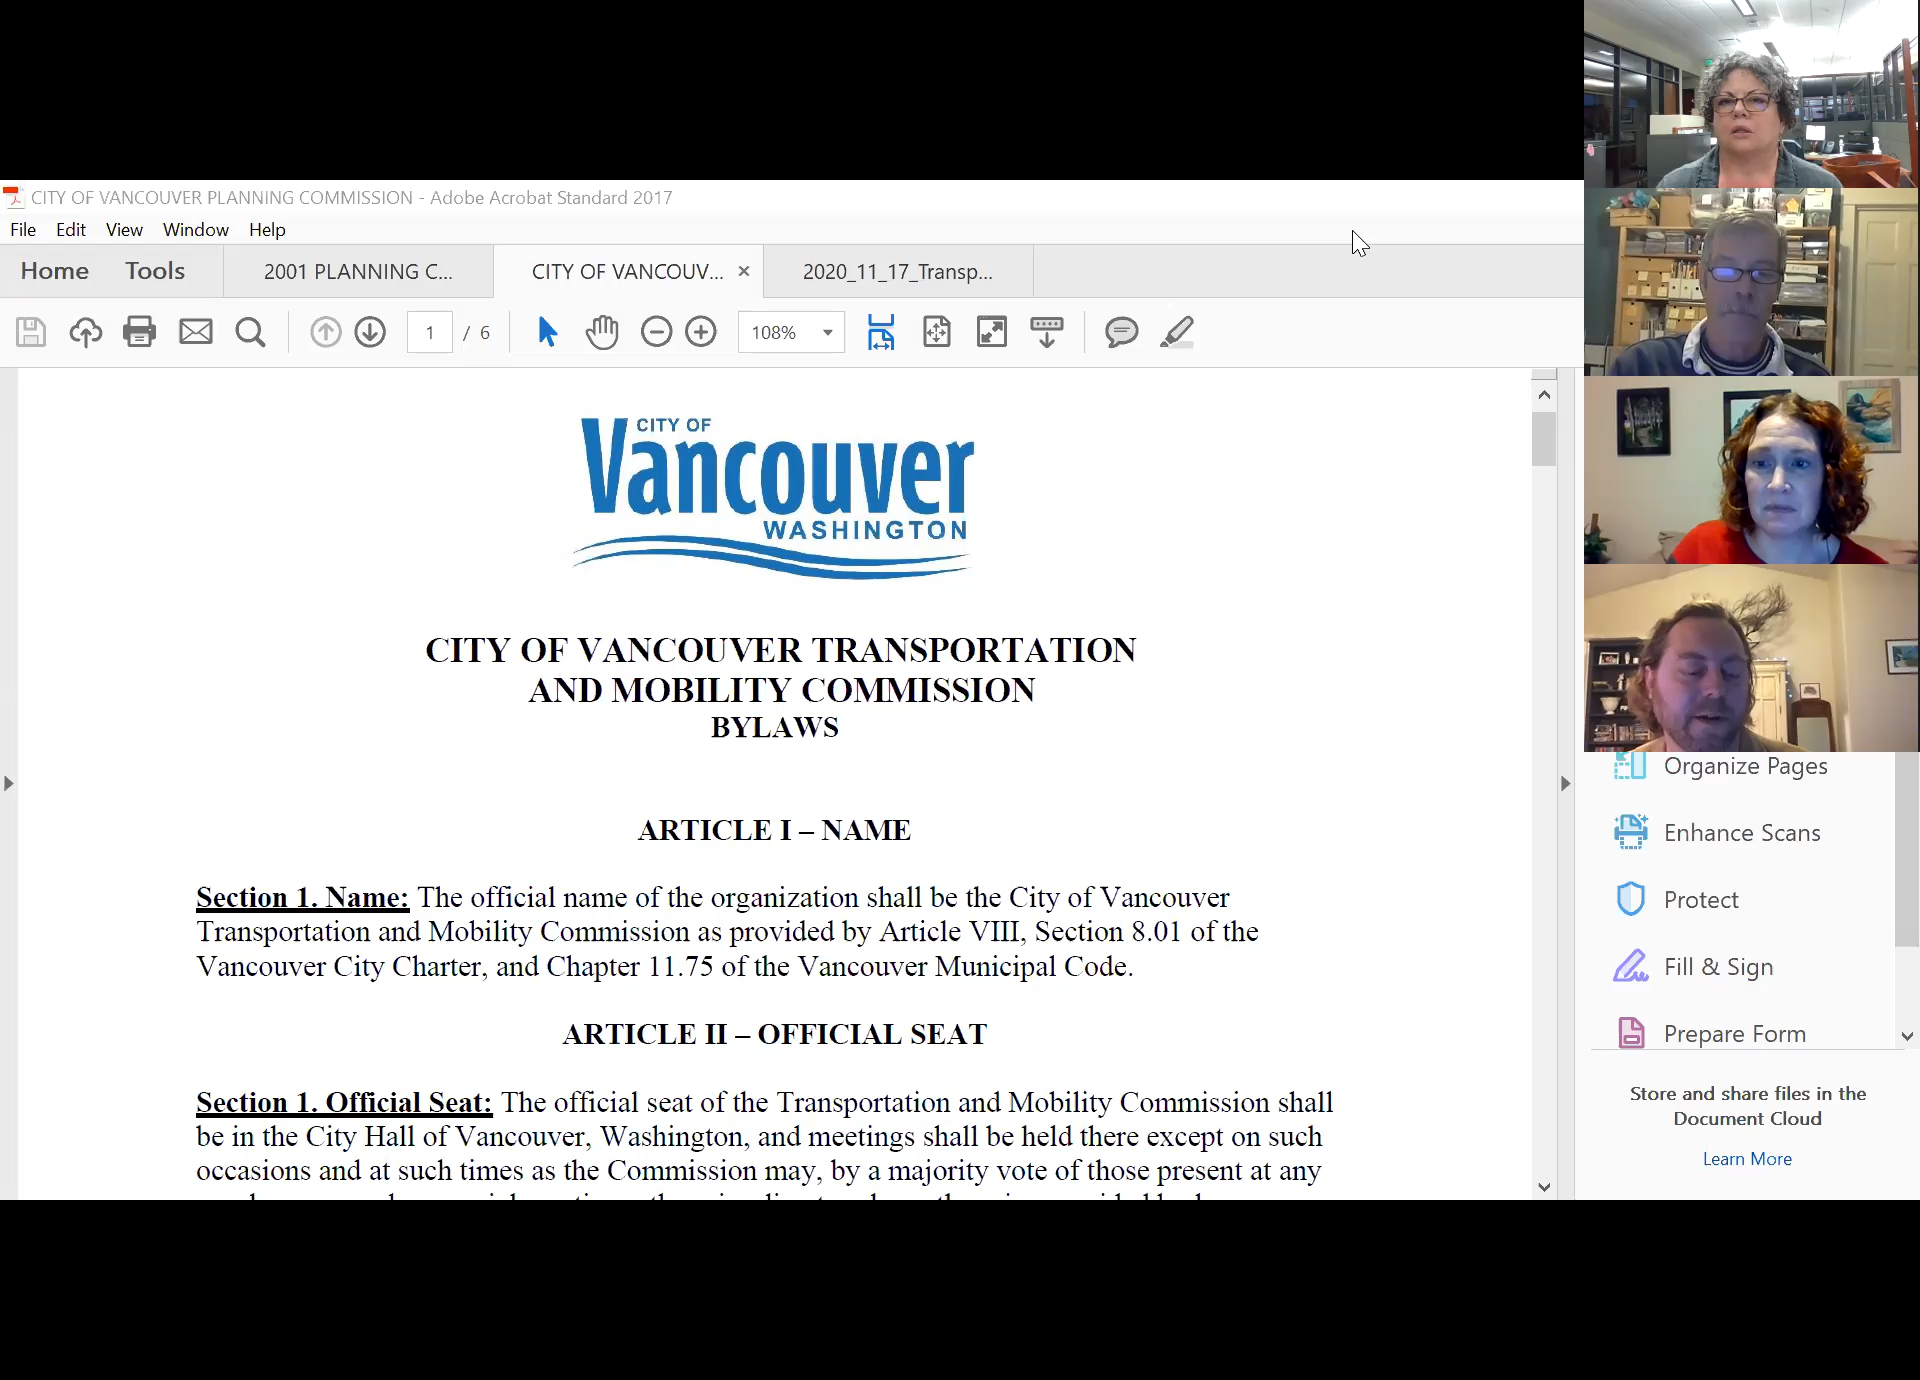 CITY OF VANCOUVER PLANNING COMMISSION - Adobe Acrobat Standard 2017
File Edit View Window Help
Home Tools 2001 PLANNING C... CITY OF VANCOUV... × 2020_11_17_Transp...
1 / 6 108%
CITY OF
Vancouver
WASHINGTON
CITY OF VANCOUVER TRANSPORTATION
AND MOBILITY COMMISSION
BYLAWS
ARTICLE I – NAME
Section 1. Name: The official name of the organization shall be the City of Vancouver
Transportation and Mobility Commission as provided by Article VIII, Section 8.01 of the
Vancouver City Charter, and Chapter 11.75 of the Vancouver Municipal Code.
ARTICLE II – OFFICIAL SEAT
Section 1. Official Seat: The official seat of the Transportation and Mobility Commission shall
be in the City Hall of Vancouver, Washington, and meetings shall be held there except on such
occasions and at such times as the Commission may, by a majority vote of those present at any
Organize Pages
Enhance Scans
Protect
Fill & Sign
Prepare Form
Store and share files in the
Document Cloud
Learn More